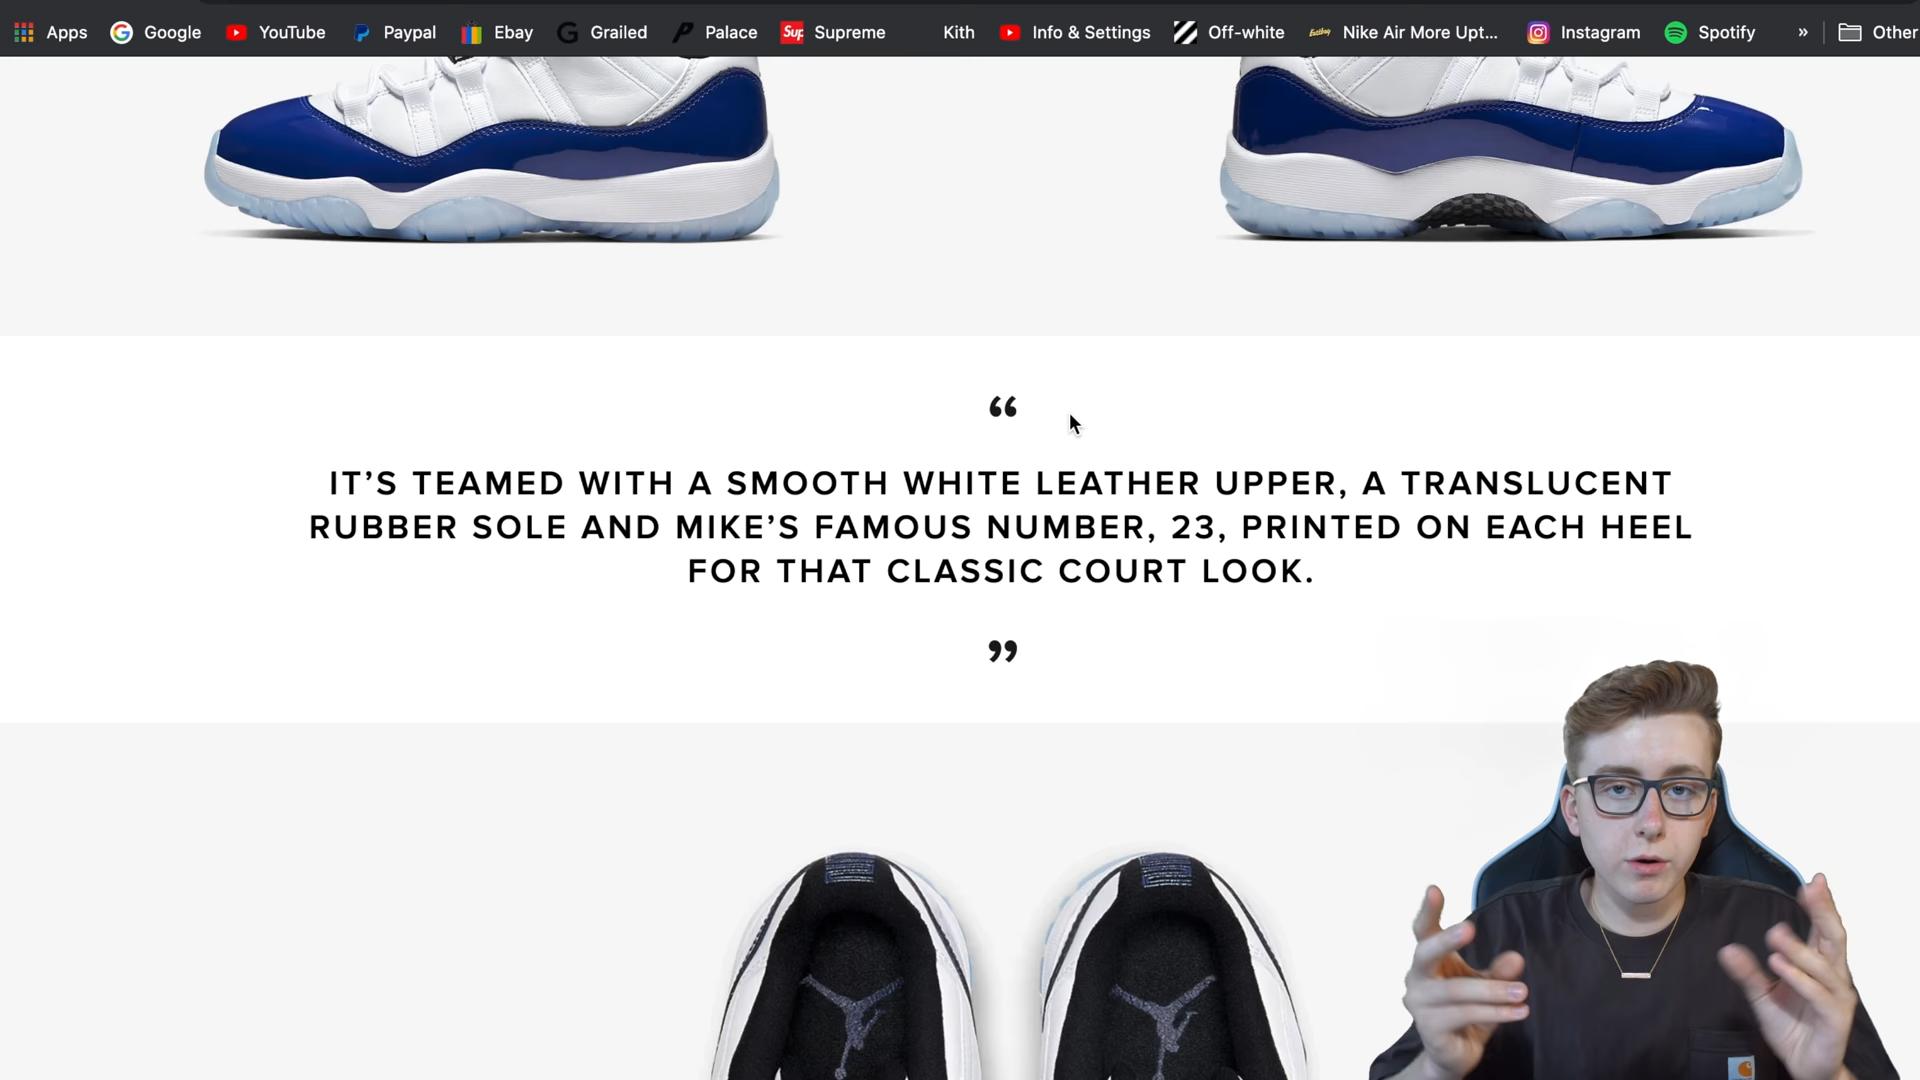 Apps Google YouTube Paypal Ebay Grailed Palace Sup Supreme Kith Info & Settings Off-white Nike Air More Upt... Instagram Spotify » Other
“
IT’S TEAMED WITH A SMOOTH WHITE LEATHER UPPER, A TRANSLUCENT
RUBBER SOLE AND MIKE’S FAMOUS NUMBER, 23, PRINTED ON EACH HEEL
FOR THAT CLASSIC COURT LOOK.
”